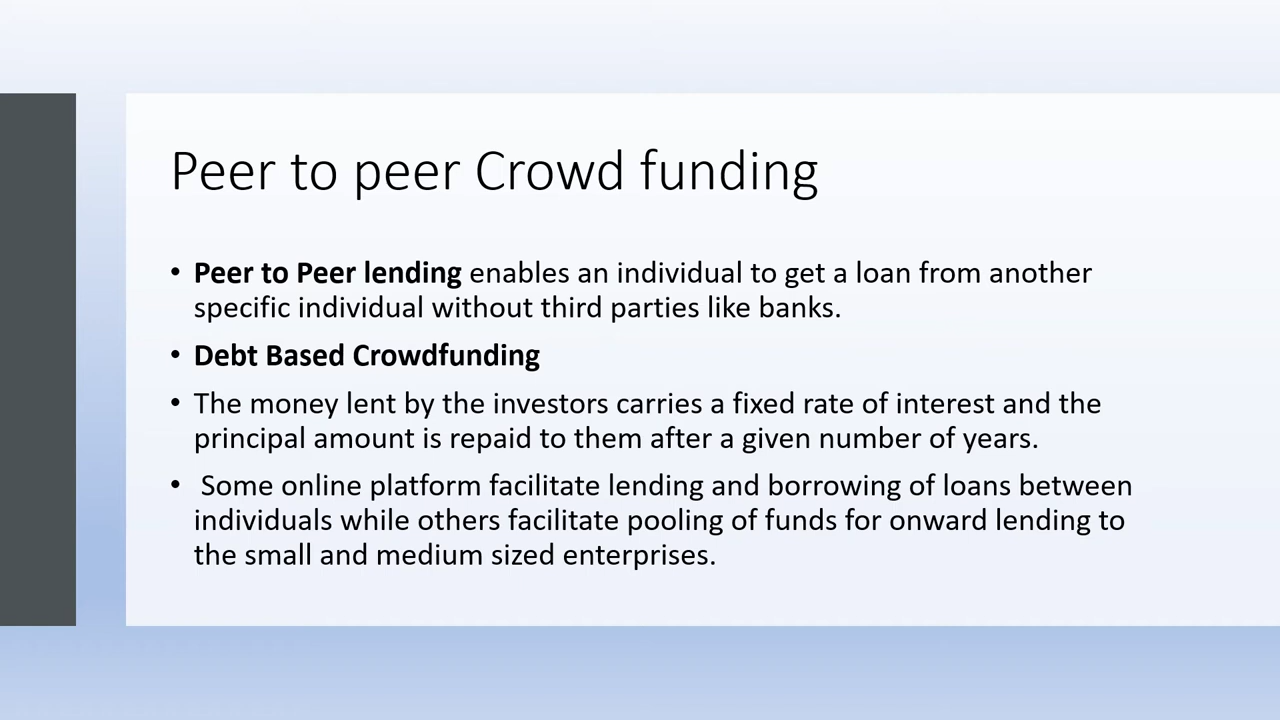 Peer to peer Crowd funding
• Peer to Peer lending enables an individual to get a loan from another
specific individual without third parties like banks.
• Debt Based Crowdfunding
• The money lent by the investors carries a fixed rate of interest and the
principal amount is repaid to them after a given number of years.
• Some online platform facilitate lending and borrowing of loans between
individuals while others facilitate pooling of funds for onward lending to
the small and medium sized enterprises.